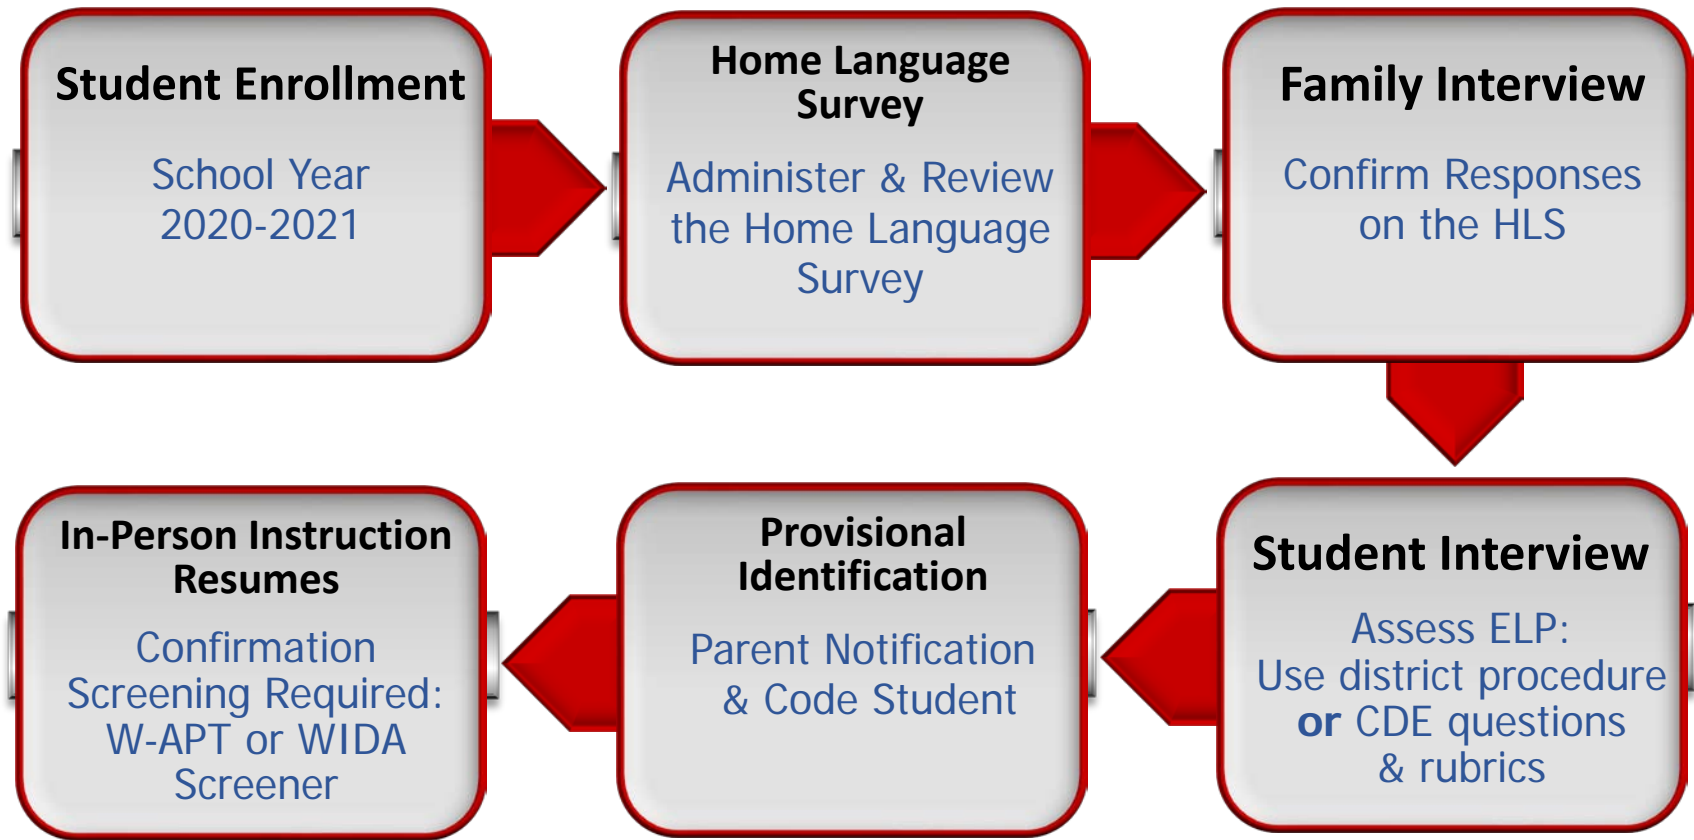 Student Enrollment
School Year
2020-2021
Home Language
Survey
Administer & Review
the Home Language
Survey
Family Interview
Confirm Responses
on the HLS
Student Interview
Assess ELP:
Use district procedure
or CDE questions
& rubrics
Provisional
Identification
Parent Notification
& Code Student
In-Person Instruction
Resumes
Confirmation
Screening Required:
W-APT or WIDA
Screener